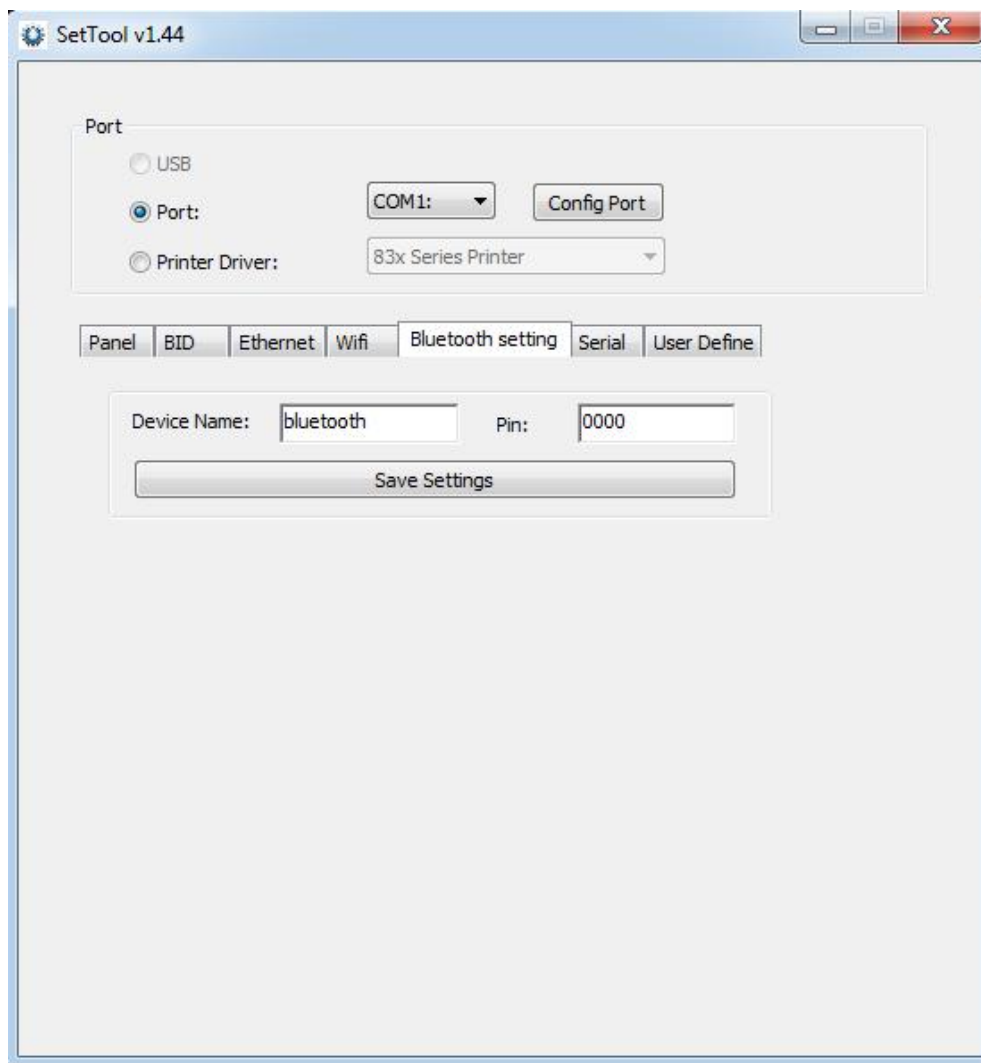 SetTool v1.44
Port
USB
Port: COM1: Config Port
Printer Driver: 83x Series Printer
Panel BID Ethernet Wifi Bluetooth setting Serial User Define
Device Name: bluetooth Pin: 0000
Save Settings